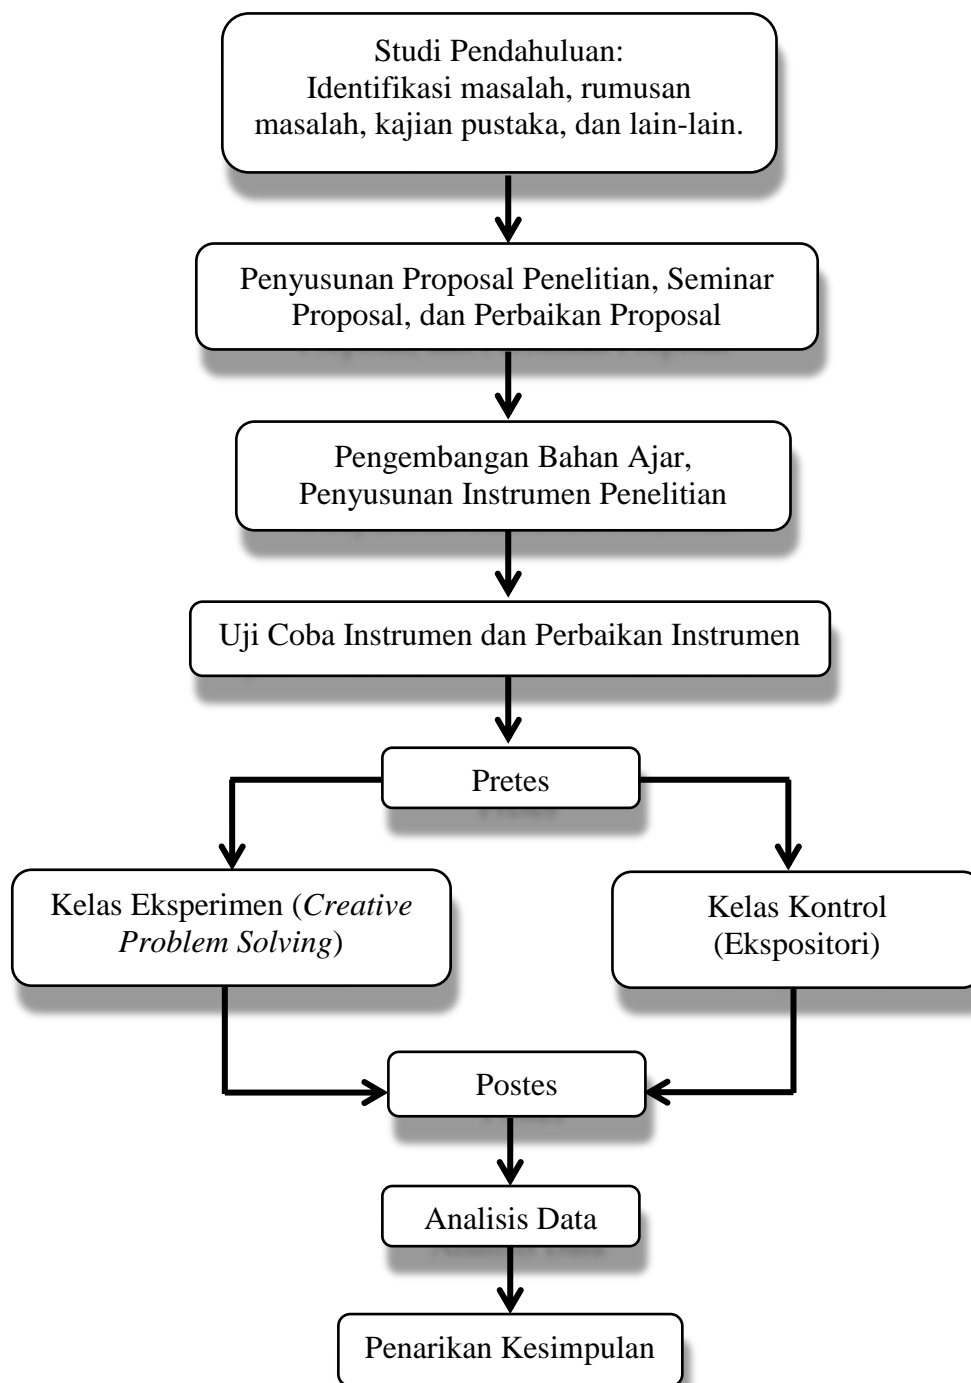 Studi Pendahuluan:
Identifikasi masalah, rumusan
masalah, kajian pustaka, dan lain-lain.
Penyusunan Proposal Penelitian, Seminar
Proposal, dan Perbaikan Proposal
Pengembangan Bahan Ajar,
Penyusunan Instrumen Penelitian
Uji Coba Instrumen dan Perbaikan Instrumen
Pretes
Kelas Eksperimen (Creative
Problem Solving)
Kelas Kontrol
(Ekspositori)
Postes
Analisis Data
Penarikan Kesimpulan